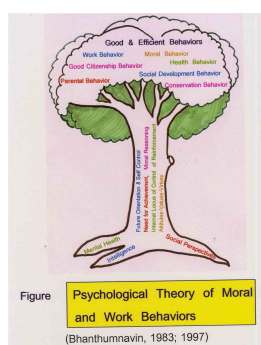 Good & Efficient Behaviors
Work Behavior
Moral Behavior
Good Citizenship Behavior
Health Behavior
Social Development Behavior
Parental Behavior
Conservation Behavior
Future Orientation & Self Control
Need for Achievement, Moral Reasoning
Internal Locus of Control of Reinforcement
Attitudes-Values-Virtues
Mental Health
Intelligence
Social Perspective
Figure
Psychological Theory of Moral
and Work Behaviors
(Bhanthumnavin, 1983; 1997)